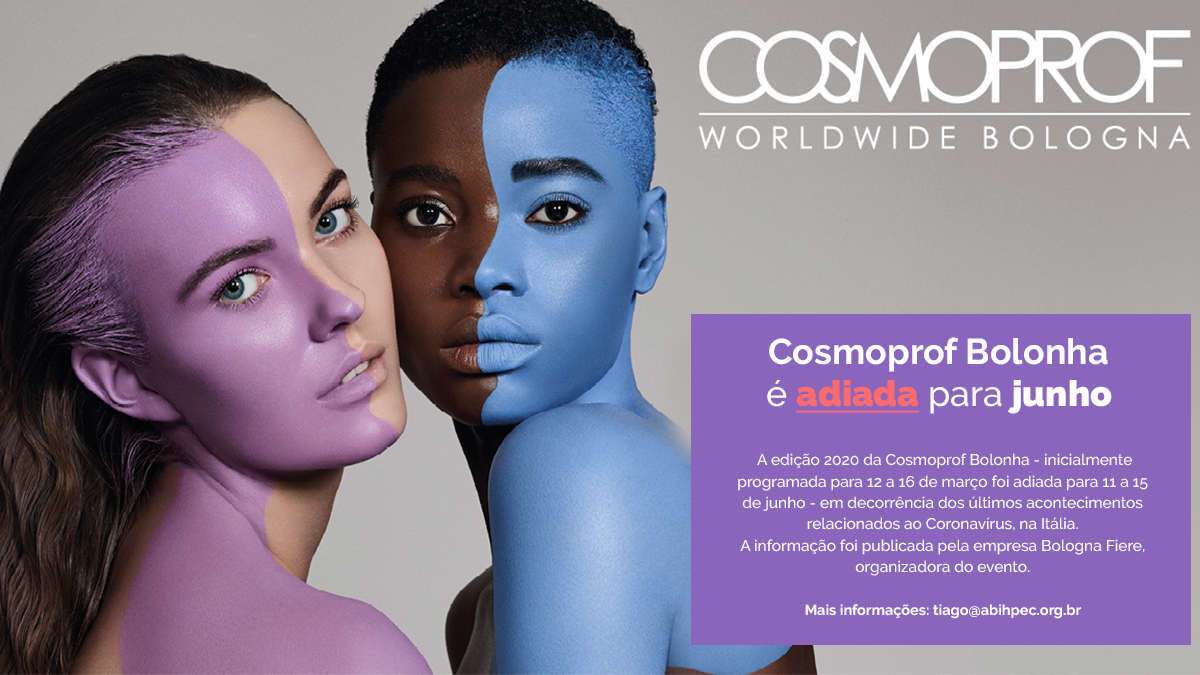 COSMOPROF
WORLDWIDE BOLOGNA
Cosmoprof Bolonha
é adiada para junho
A edição 2020 da Cosmoprof Bolonha - inicialmente
programada para 12 a 16 de março foi adiada para 11 a 15
de junho - em decorrência dos últimos acontecimentos
relacionados ao Coronavírus, na Itália.
A informação foi publicada pela empresa Bologna Fiere,
organizadora do evento.
Mais informações: tiago@abihpec.org.br